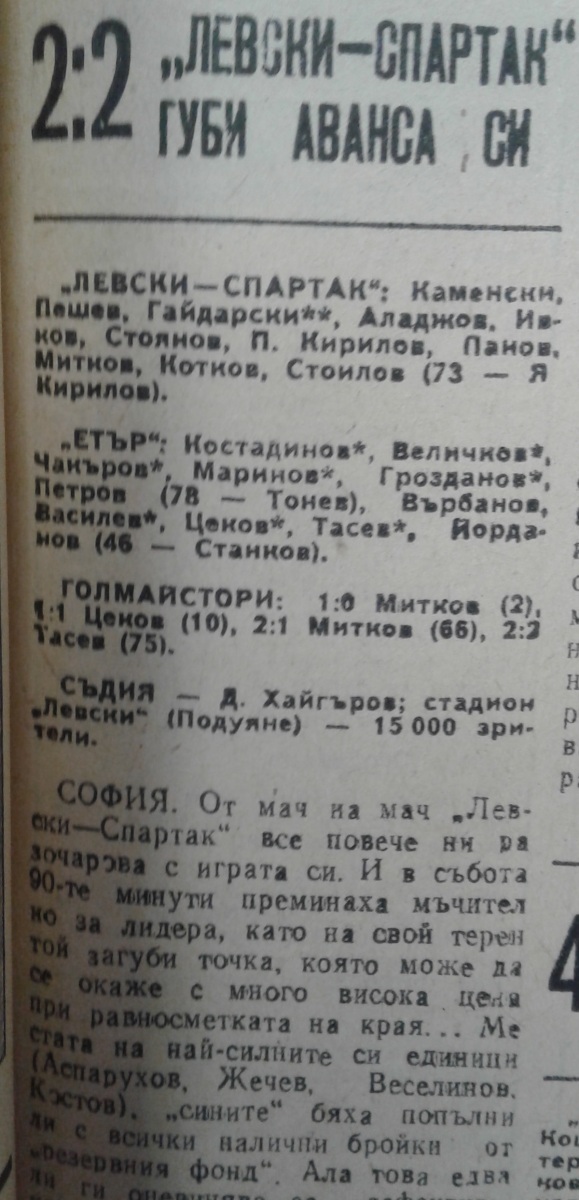 2:2 „ЛЕВСКИ—СПАРТАК“
ГУБИ АВАНСА СИ
„ЛЕВСКИ—СПАРТАК“: Каменски,
Пешев, Гайдарски**, Аладжов, Ив-
ков, Стоянов, П. Кирилов, Панов,
Митков, Котков, Стоилов (73 — Я
Кирилов).
„ЕТЪР“: Костадинов*, Величков*,
Чакъров*, Маринов*, Грозданов*,
Петров (78 — Тонев), Върбанов,
Василев*, Цеков*, Тасев*, Йорда-
нов (46 — Станков).
ГОЛМАЙСТОРИ: 1:0 Митков (2),
1:1 Цеков (10), 2:1 Митков (66), 2:2
Тасев (75).
СЪДИЯ — Д. Хайгъров; стадион
„Левски“ (Подуяне) — 15 000 зри-
тели.
СОФИЯ. От мач на мач „Лев-
ски—Спартак“ все повече ни ра
зочарова с играта си. И в събота
90-те минути преминаха мъчител
но за лидера, като на свой терен
той загуби точка, която може да
се окаже с много висока цена
при равносметката на края... Ме
стата на най-силните си единици
(Аспарухов, Жечев, Веселинов,
Костов), „сините“ бяха попълни
ли с всички налични бройки от
„резервния фонд“. Ала това едва
ли ги